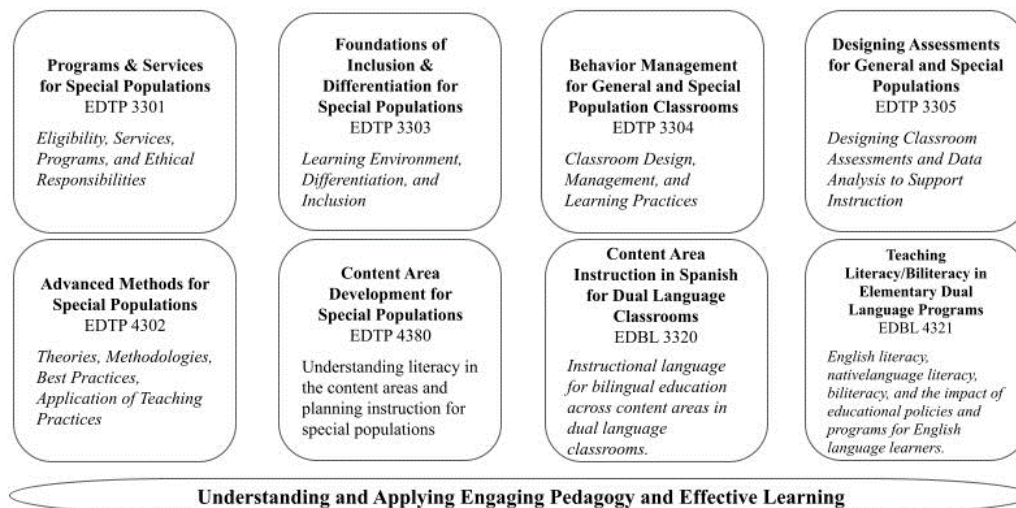 Programs & Services
for Special Populations
EDTP 3301
Eligibility, Services,
Programs, and Ethical
Responsibilities
Foundations of
Inclusion &
Differentiation for
Special Populations
EDTP 3303
Learning Environment,
Differentiation, and
Inclusion
Behavior Management
for General and Special
Population Classrooms
EDTP 3304
Classroom Design,
Management, and
Learning Practices
Designing Assessments
for General and Special
Populations
EDTP 3305
Designing Classroom
Assessments and Data
Analysis to Support
Instruction
Advanced Methods for
Special Populations
EDTP 4302
Theories, Methodologies,
Best Practices,
Application of Teaching
Practices
Content Area
Development for
Special Populations
EDTP 4380
Understanding literacy in
the content areas and
planning instruction for
special populations
Content Area
Instruction in Spanish
for Dual Language
Classrooms
EDBL 3320
Instructional language
for bilingual education
across content areas in
dual language
classrooms.
Teaching
Literacy/Biliteracy in
Elementary Dual
Language Programs
EDBL 4321
English literacy,
nativelanguage literacy,
biliteracy, and the impact of
educational policies and
programs for English
language learners.
Understanding and Applying Engaging Pedagogy and Effective Learning